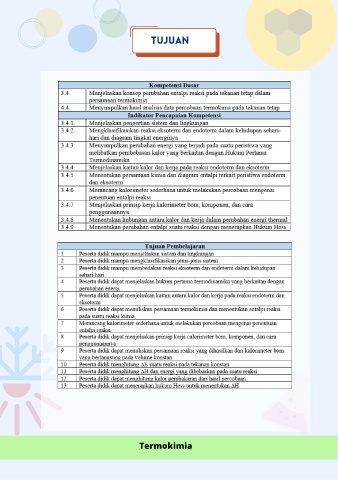 TUJUAN
Kompetensi Dasar
3.4 Menjelaskan konsep perubahan entalpi reaksi pada tekanan tetap dalam
persamaan termokimia
4.4 Menyimpulkan hasil analisis data percobaan termokimia pada tekanan tetap
Indikator Pencapaian Kompetensi
3.4.1. Menjelaskan pengertian sistem dan lingkungan
3.4.2 Mengklasifikasikan reaksi eksoterm dan endoterm dalam kehidupan sehari-
hari dan diagram tingkat energinya
3.4.3 Menjelaskan perubahan energi yang terjadi pada suatu peristiwa yang
melibatkan pembebasan kalor yang berkaitan dengan Hukum Pertama
Termodinamika
3.4.4 Menjelaskan kaitan kalor dan kerja pada reaksi endoterm dan eksoterm
3.4.5 Menentukan persamaan kimia dan diagram entalpi terkait peristiwa endoterm
dan eksoterm
3.4.6 Merancang kalorimeter sederhana untuk melakukan percobaan mengenai
penentuan entalpi reaksi
3.4.7 Menjelaskan prinsip kerja kalorimeter bom, komponen, dan cara
penggunaannya
3.4.8 Menentukan hubungan antara kalor dan kerja dalam perubahan energi thermal
3.4.9 Menentukan perubahan entalpi suatu reaksi dengan menerapkan Hukum Hess
Tujuan Pembelajaran
1 Peserta didik mampu menjelaskan sistem dan lingkungan
2 Peserta didik mampu mengklasifikasikan jenis-jenis sistem
3 Peserta didik mampu membedakan reaksi eksoterm dan endoterm dalam kehidupan
sehari-hari
4 Peserta didik dapat menjelaskan hukum pertama termodinamika yang berkaitan dengan
perubahan energi
5 Peserta didik dapat menjelaskan kaitan antara kalor dan kerja pada reaksi endoterm dan
eksoterm
6 Peserta didik dapat menuliskan persamaan termokimia dan menentukan entalpi reaksi
pada suatu reaksi kimia
7 Merancang kalorimeter sederhana untuk melakukan percobaan mengenai penentuan
entalpi reaksi
8 Peserta didik dapat menjelaskan prinsip kerja calorimeter bom, komponen, dan cara
penggunaannya
9 Peserta didik dapat menuliskan persamaan reaksi yang dihasilkan dari kalorimeter bom
yang berlangsung pada volume konstan
10 Peserta didik menghitung ΔE suatu reaksi pada tekanan konstan
11 Peserta didik menghitung ΔH dan energi yang dibebaskan pada suatu reaksi
12 Peserta didik dapat menghitung kalor pembakaran dari hasil percobaan
13 Peserta didik dapat menerapkan hukum Hess untuk menentukan ΔH
Termokimia